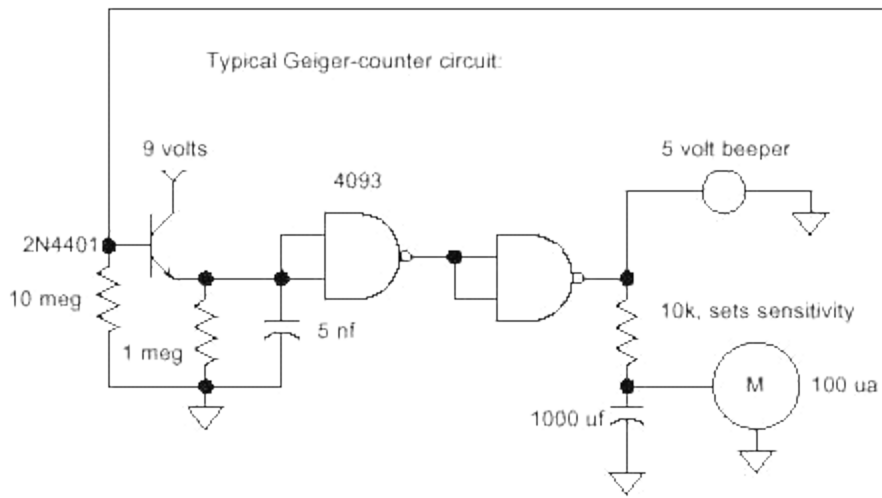 Typical Geiger-counter circuit:
9 volts
5 volt beeper
4093
2N4401
10 meg
5 nf
10k, sets sensitivity
1 meg
M
100 ua
1000 uf